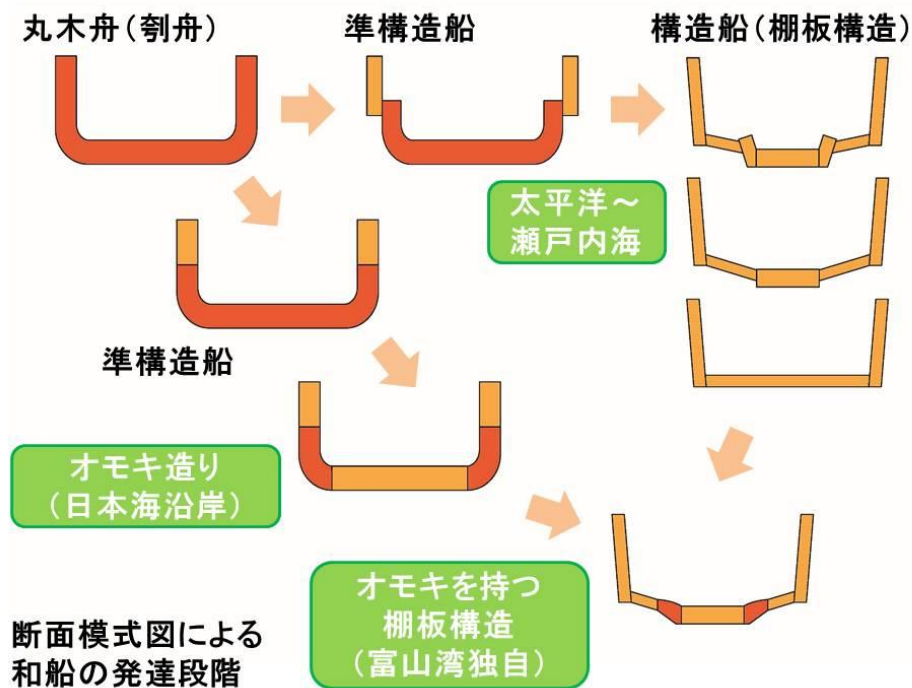 丸木舟(刳舟)
準構造船
構造船(棚板構造)
太平洋～
瀬戸内海
準構造船
オモキ造り
(日本海沿岸)
オモキを持つ
棚板構造
(富山湾独自)
断面模式図による
和船の発達段階